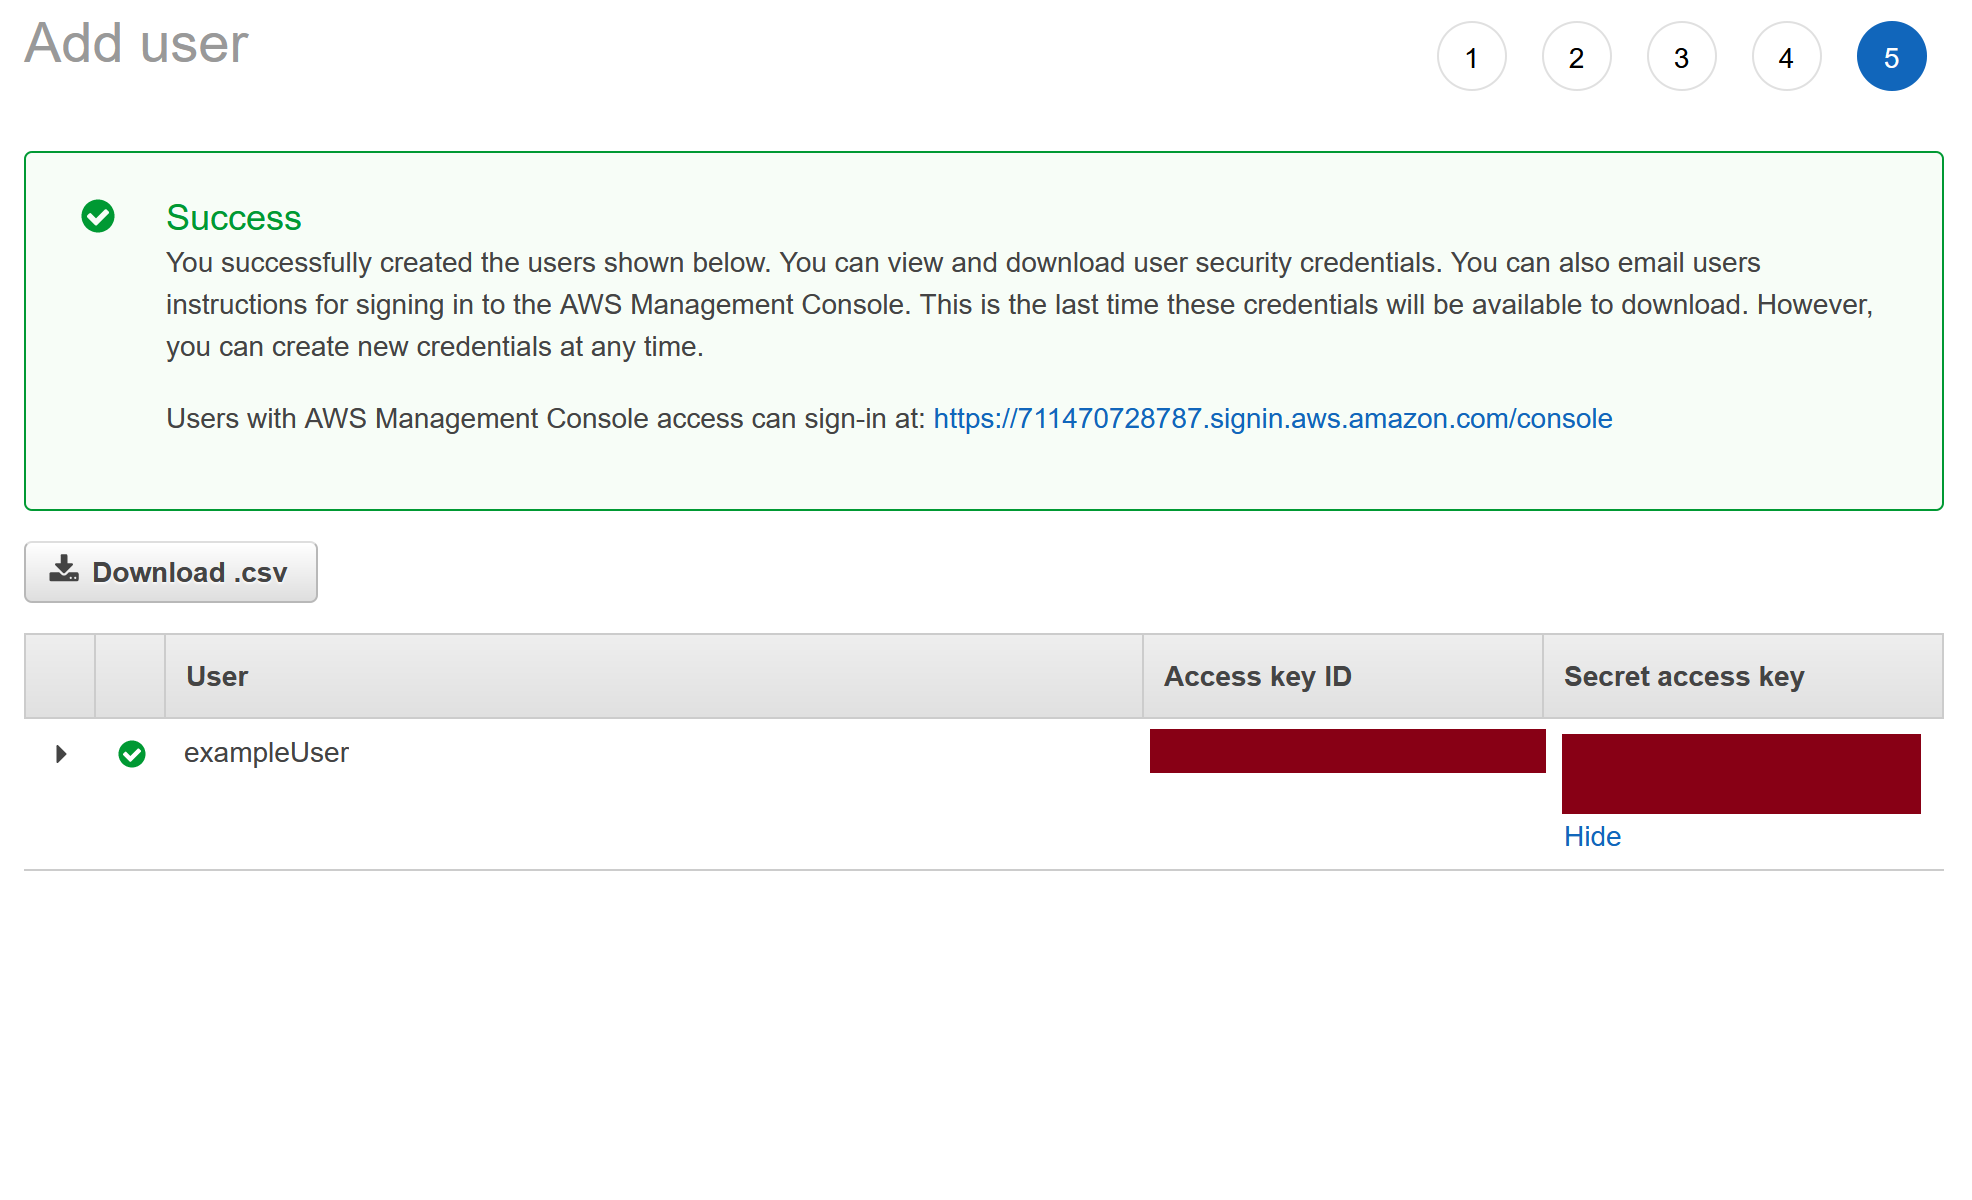 Add user
1 2 3 4 5
Success
You successfully created the users shown below. You can view and download user security credentials. You can also email users
instructions for signing in to the AWS Management Console. This is the last time these credentials will be available to download. However,
you can create new credentials at any time.
Users with AWS Management Console access can sign-in at: https://711470728787.signin.aws.amazon.com/console
Download .csv
User Access key ID Secret access key
exampleUser
Hide